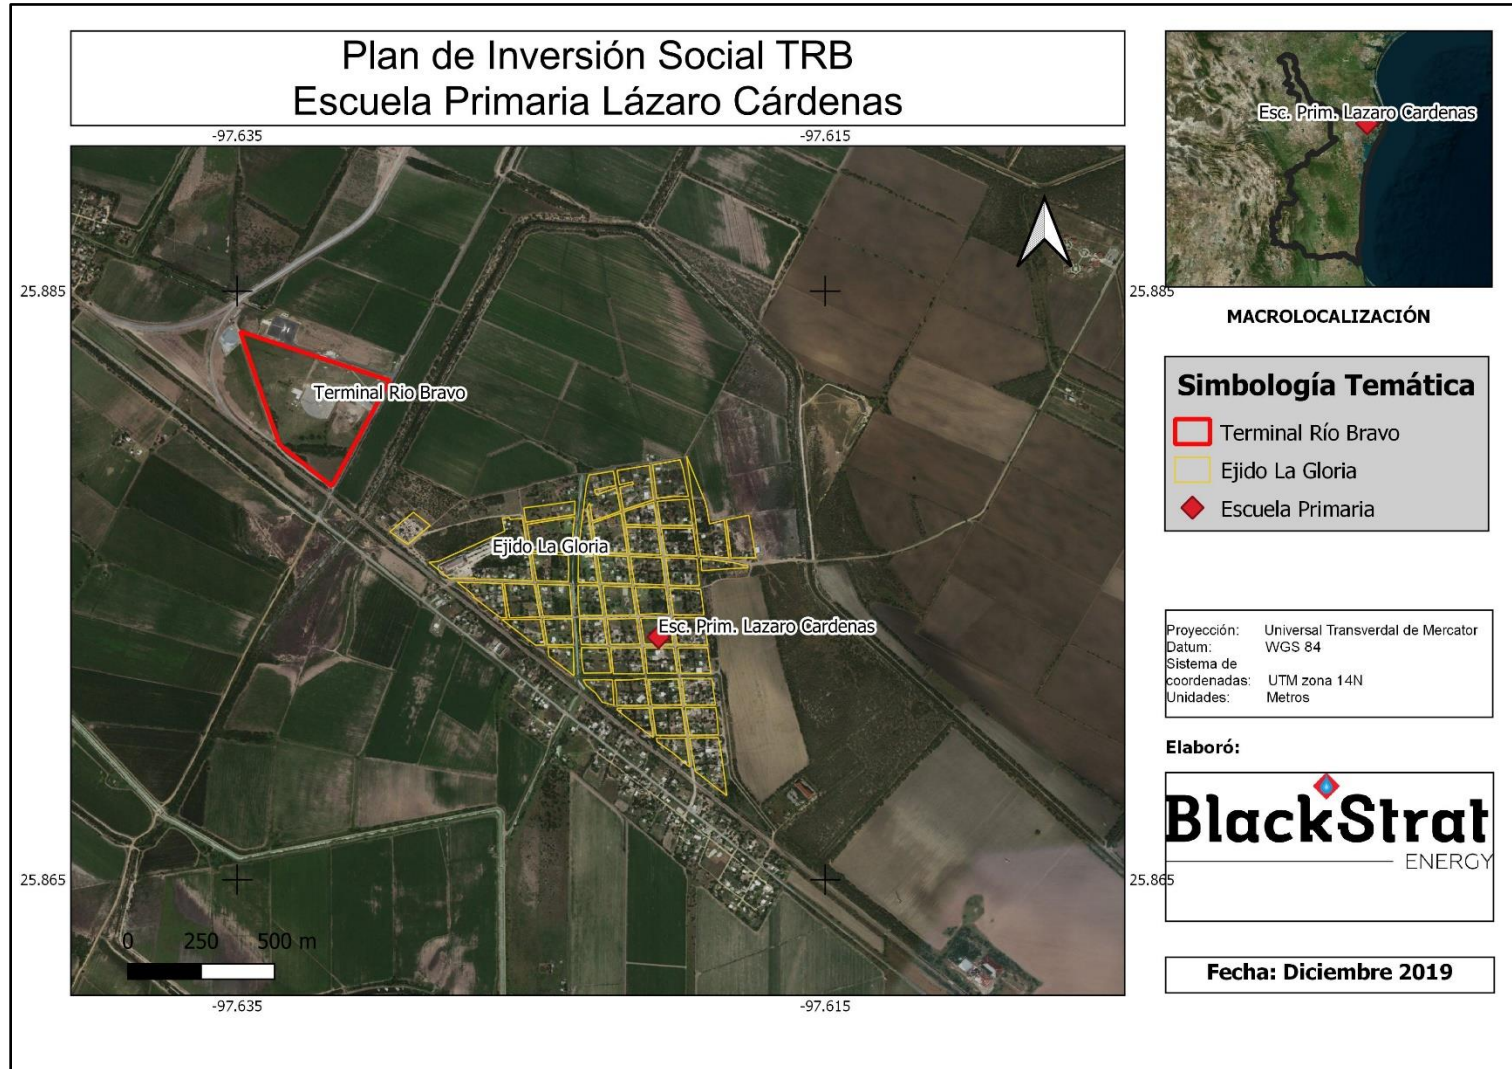 Plan de Inversión Social TRB
Escuela Primaria Lázaro Cárdenas
-97.635
-97.615
25.885
25.885
Terminal Rio Bravo
Ejido La Gloria
Esc. Prim. Lazaro Cardenas
25.865
25.865
0 250 500 m
-97.635
-97.615
Esc. Prim. Lazaro Cardenas
MACROLOCALIZACIÓN
Simbología Temática
Terminal Río Bravo
Ejido La Gloria
Escuela Primaria
Proyección: Universal Transverdal de Mercator
Datum: WGS 84
Sistema de
coordenadas: UTM zona 14N
Unidades: Metros
Elaboró:
BlackStrat
ENERGY
Fecha: Diciembre 2019